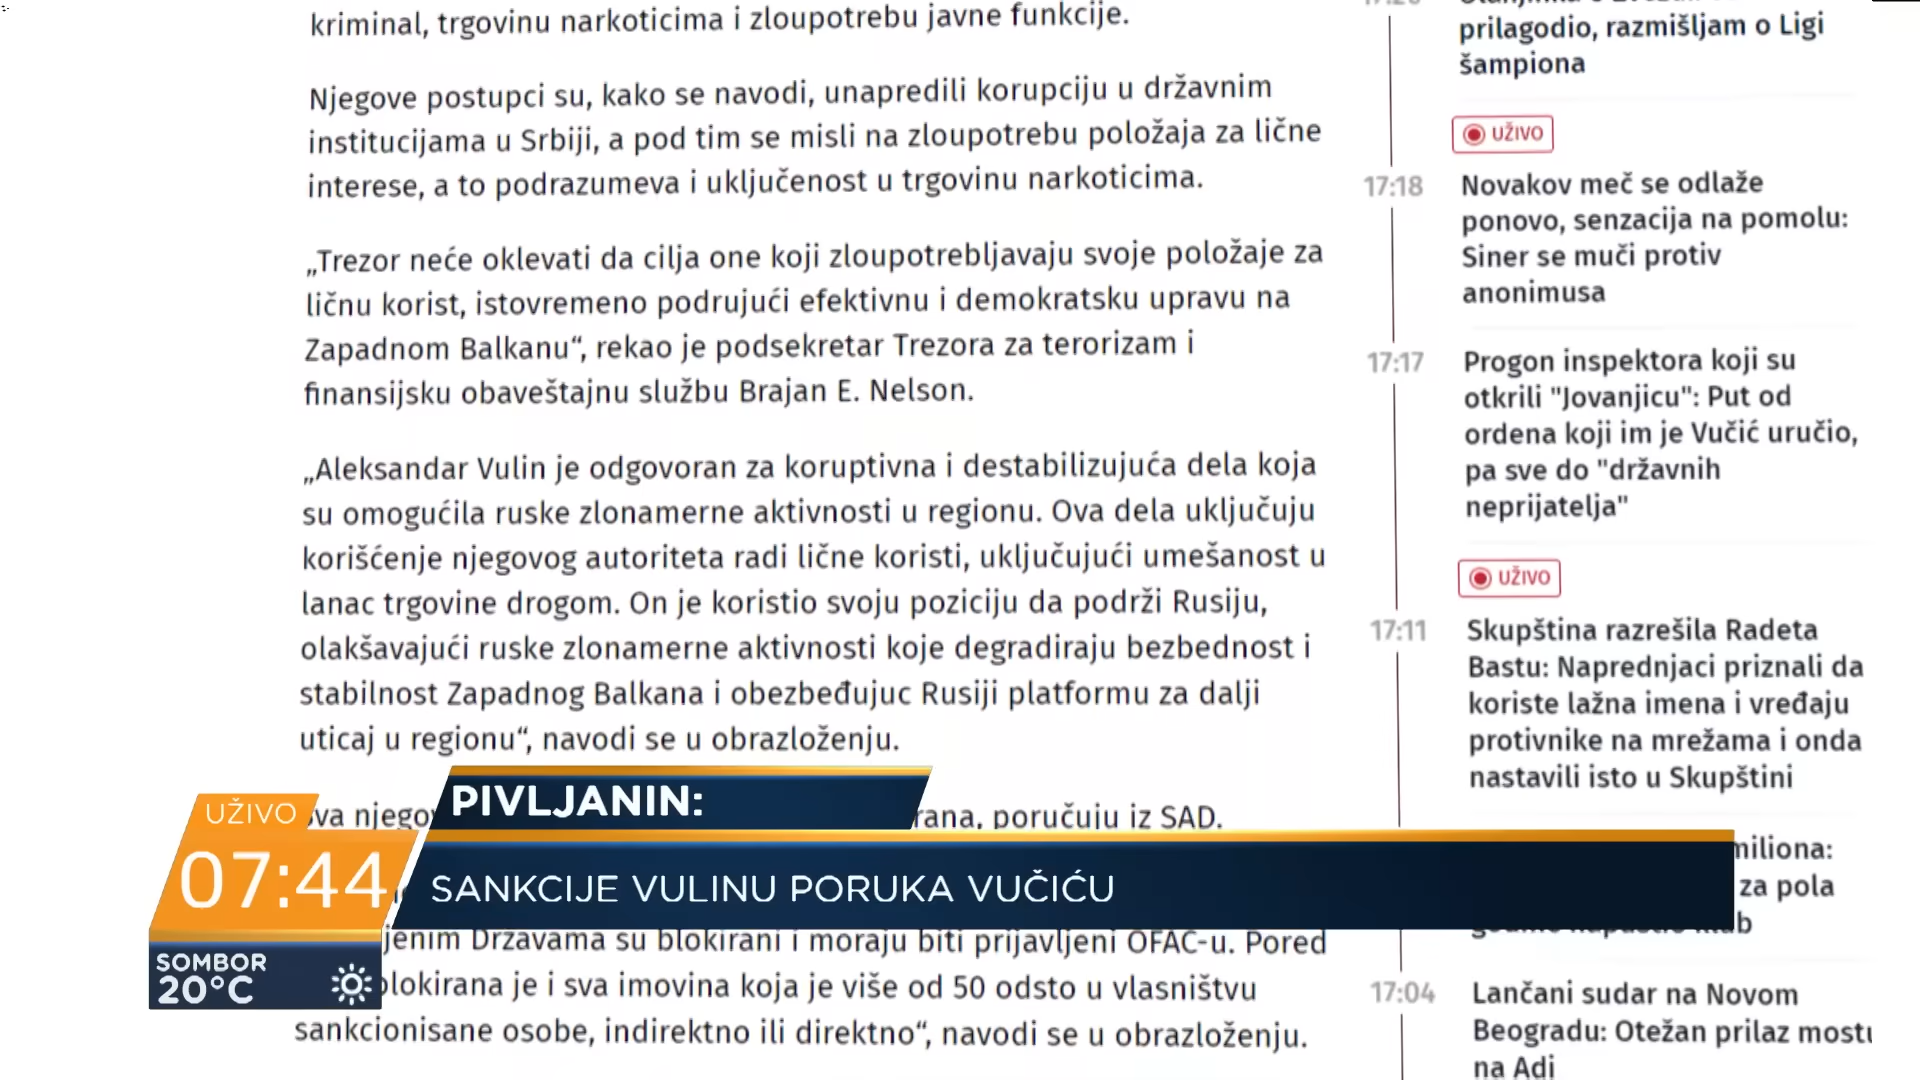 kriminal, trgovinu narkoticima i zloupotrebu javne funkcije.
Njegove postupci su, kako se navodi, unapredili korupciju u državnim
institucijama u Srbiji, a pod tim se misli na zloupotrebu položaja za lične
interese, a to podrazumeva i uključenost u trgovinu narkoticima.
„Trezor neće oklevati da cilja one koji zloupotrebljavaju svoje položaje za
ličnu korist, istovremeno podrujući efektivnu i demokratsku upravu na
Zapadnom Balkanu“, rekao je podsekretar Trezora za terorizam i
finansijsku obaveštajnu službu Brajan E. Nelson.
„Aleksandar Vulin je odgovoran za koruptivna i destabilizujuća dela koja
su omogućila ruske zlonamerne aktivnosti u regionu. Ova dela uključuju
korišćenje njegovog autoriteta radi lične koristi, uključujući umešanost u
lanac trgovine drogom. On je koristio svoju poziciju da podrži Rusiju,
olakšavajući ruske zlonamerne aktivnosti koje degradiraju bezbednost i
stabilnost Zapadnog Balkana i obezbeđujuc Rusiji platformu za dalji
uticaj u regionu“, navodi se u obrazloženju.
poručuju iz SAD.
Državama su blokirani i moraju biti prijavljeni OFAC-u. Pored
blokirana je i sva imovina koja je više od 50 odsto u vlasništvu
sankcionisane osobe, indirektno ili direktno“, navodi se u obrazloženju.
prilagodio, razmišljam o Ligi
šampiona
UŽIVO
17:18
Novakov meč se odlaže
ponovo, senzacija na pomolu:
Siner se muči protiv
anonimusa
17:17
Progon inspektora koji su
otkrili "Jovanjicu": Put od
ordena koji im je Vučić uručio,
pa sve do "državnih
neprijatelja"
UŽIVO
17:11
Skupština razrešila Radeta
Bastu: Naprednjaci priznali da
koriste lažna imena i vređaju
protivnike na mrežama i onda
nastavili isto u Skupštini
miliona:
za pola
17:04
Lančani sudar na Novom
Beogradu: Otežan prilaz mostu
na Adi
PIVLJANIN:
SANKCIJE VULINU PORUKA VUČIĆU
UŽIVO
07:44
SOMBOR
20°C